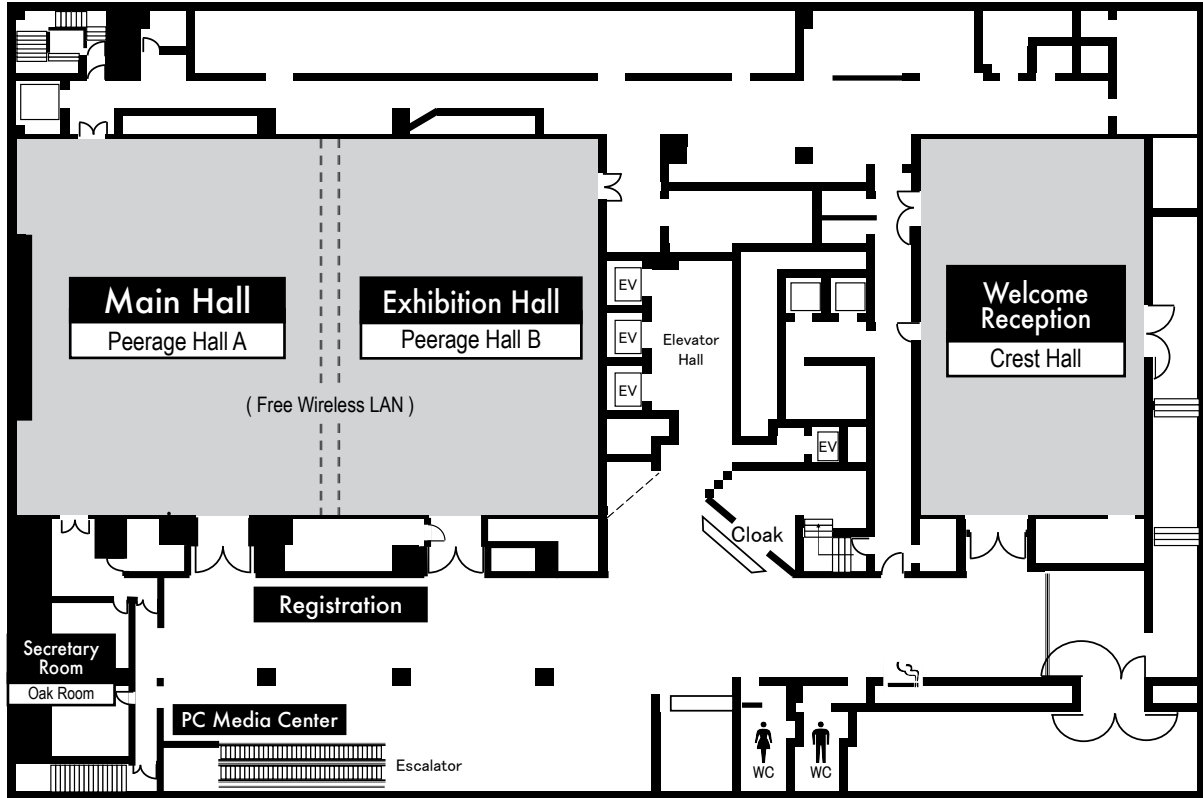 Main Hall
Peerage Hall A
Exhibition Hall
Peerage Hall B
( Free Wireless LAN )
EV
EV
EV
Elevator
Hall
EV
Welcome
Reception
Crest Hall
Cloak
Registration
Secretary
Room
Oak Room
PC Media Center
Escalator
WC
WC